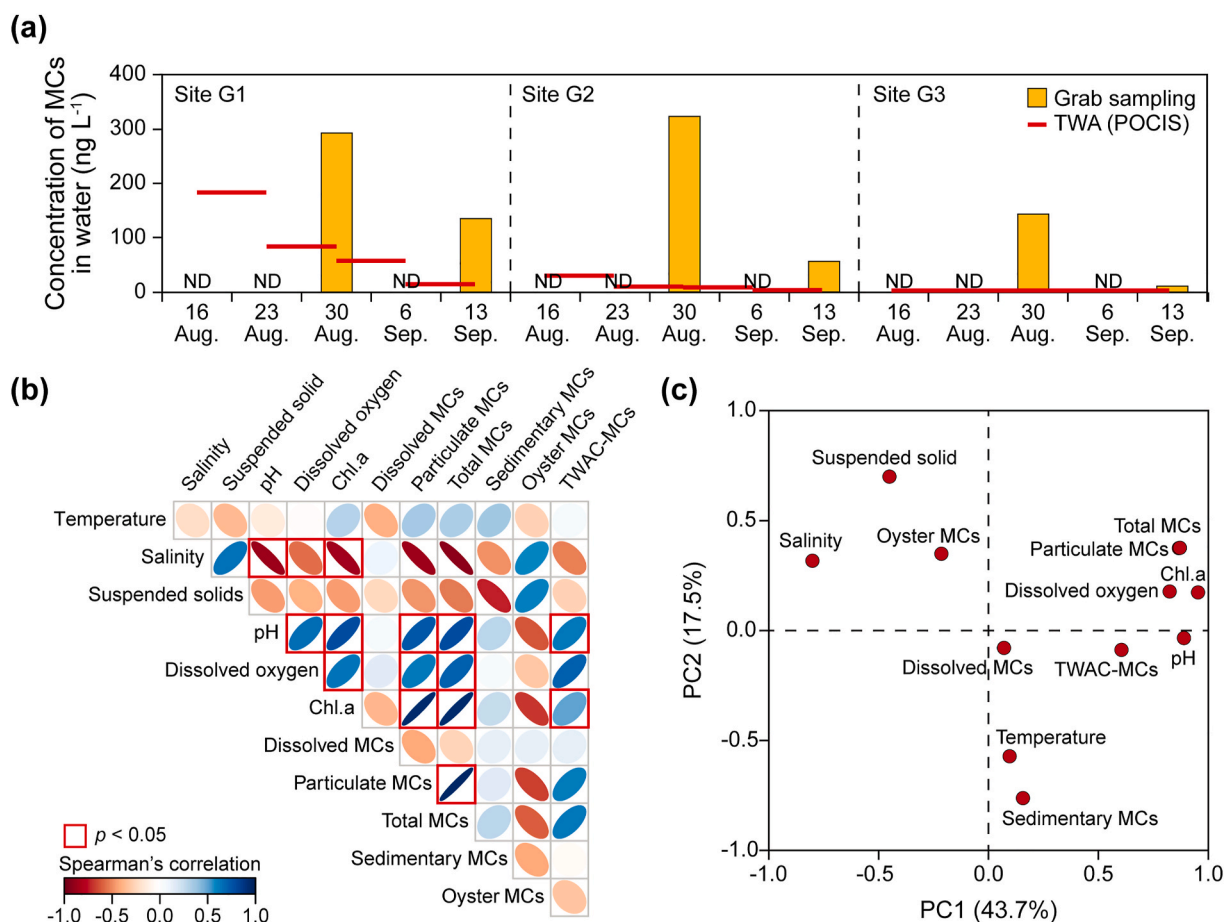 (a)
Concentration of MCs
in water (ng L⁻¹)
400
300
200
100
0
Site G1
Site G2
Site G3
Grab sampling
TWA (POCIS)
ND ND ND
ND ND ND
ND ND ND
16 23 30 6 13 16 23 30 6 13 16 23 30 6 13
Aug. Aug. Aug. Sep. Sep. Aug. Aug. Aug. Sep. Sep. Aug. Aug. Aug. Sep. Sep.
(b)
Salinity
Suspended solid
pH
Dissolved oxygen
Chl.a
Dissolved MCs
Particulate MCs
Total MCs
Sedimentary MCs
Oyster MCs
TWAC-MCs
Temperature
Salinity
Suspended solids
pH
Dissolved oxygen
Chl.a
Dissolved MCs
Particulate MCs
Total MCs
Sedimentary MCs
Oyster MCs
p < 0.05
Spearman's correlation
-1.0 -0.5 0.0 0.5 1.0
(c)
PC2 (17.5%)
1.0
0.5
0.0
-0.5
-1.0
Suspended solid
Salinity
Oyster MCs
Total MCs
Particulate MCs
Chl.a
Dissolved oxygen
Dissolved MCs
TWAC-MCs
pH
Temperature
Sedimentary MCs
-1.0 -0.5 0.0 0.5 1.0
PC1 (43.7%)